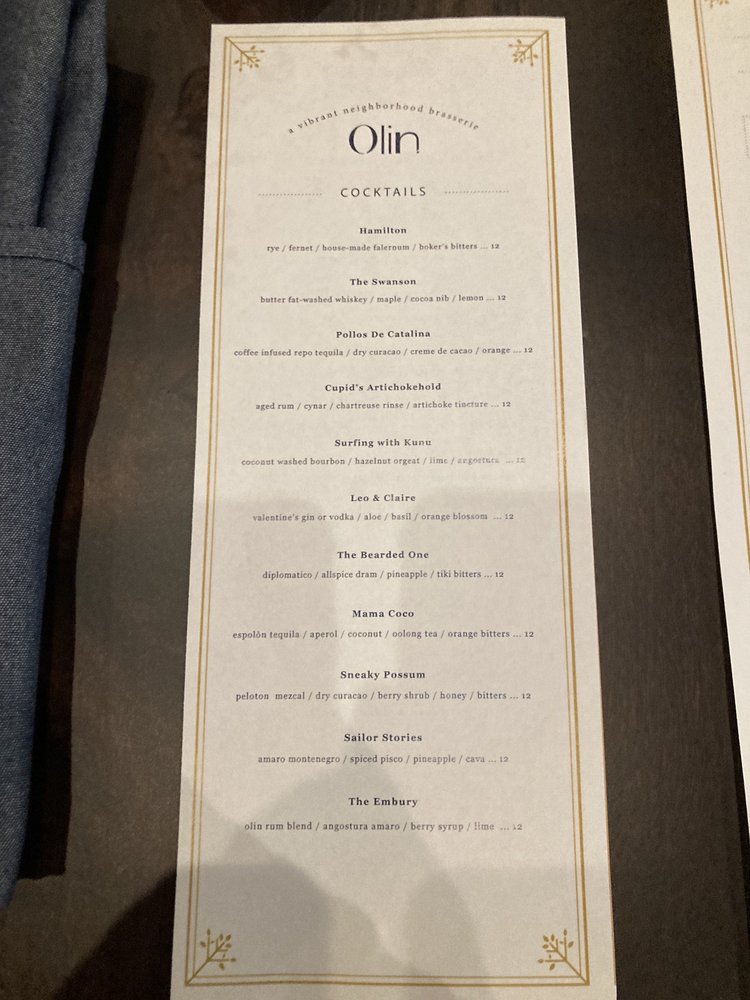 a vibrant neighborhood brasserie
Olin
COCKTAILS
Hamilton
rye / fernet / house-made falernum / boker's bitters ... 12
The Swanson
butter fat-washed whiskey / maple / cocoa nib / lemon ... 12
Pollos De Catalina
coffee infused repo tequila / dry curacao / creme de cacao / orange ... 12
Cupid's Artichokehold
aged rum / cynar / chartreuse rinse / artichoke tincture ... 12
Surfing with Kunu
coconut washed bourbon / hazelnut orgeat / lime / angostura ... 12
Leo & Claire
valentine's gin or vodka / aloe / basil / orange blossom ... 12
The Bearded One
diplomatico / allspice dram / pineapple / tiki bitters ... 12
Mama Coco
espolòn tequila / aperol / coconut / oolong tea / orange bitters ... 12
Sneaky Possum
peloton mezcal / dry curacao / berry shrub / honey / bitters ... 12
Sailor Stories
amaro montenegro / spiced pisco / pineapple / cava ... 12
The Embury
olin rum blend / angostura amaro / berry syrup / lime ... 12